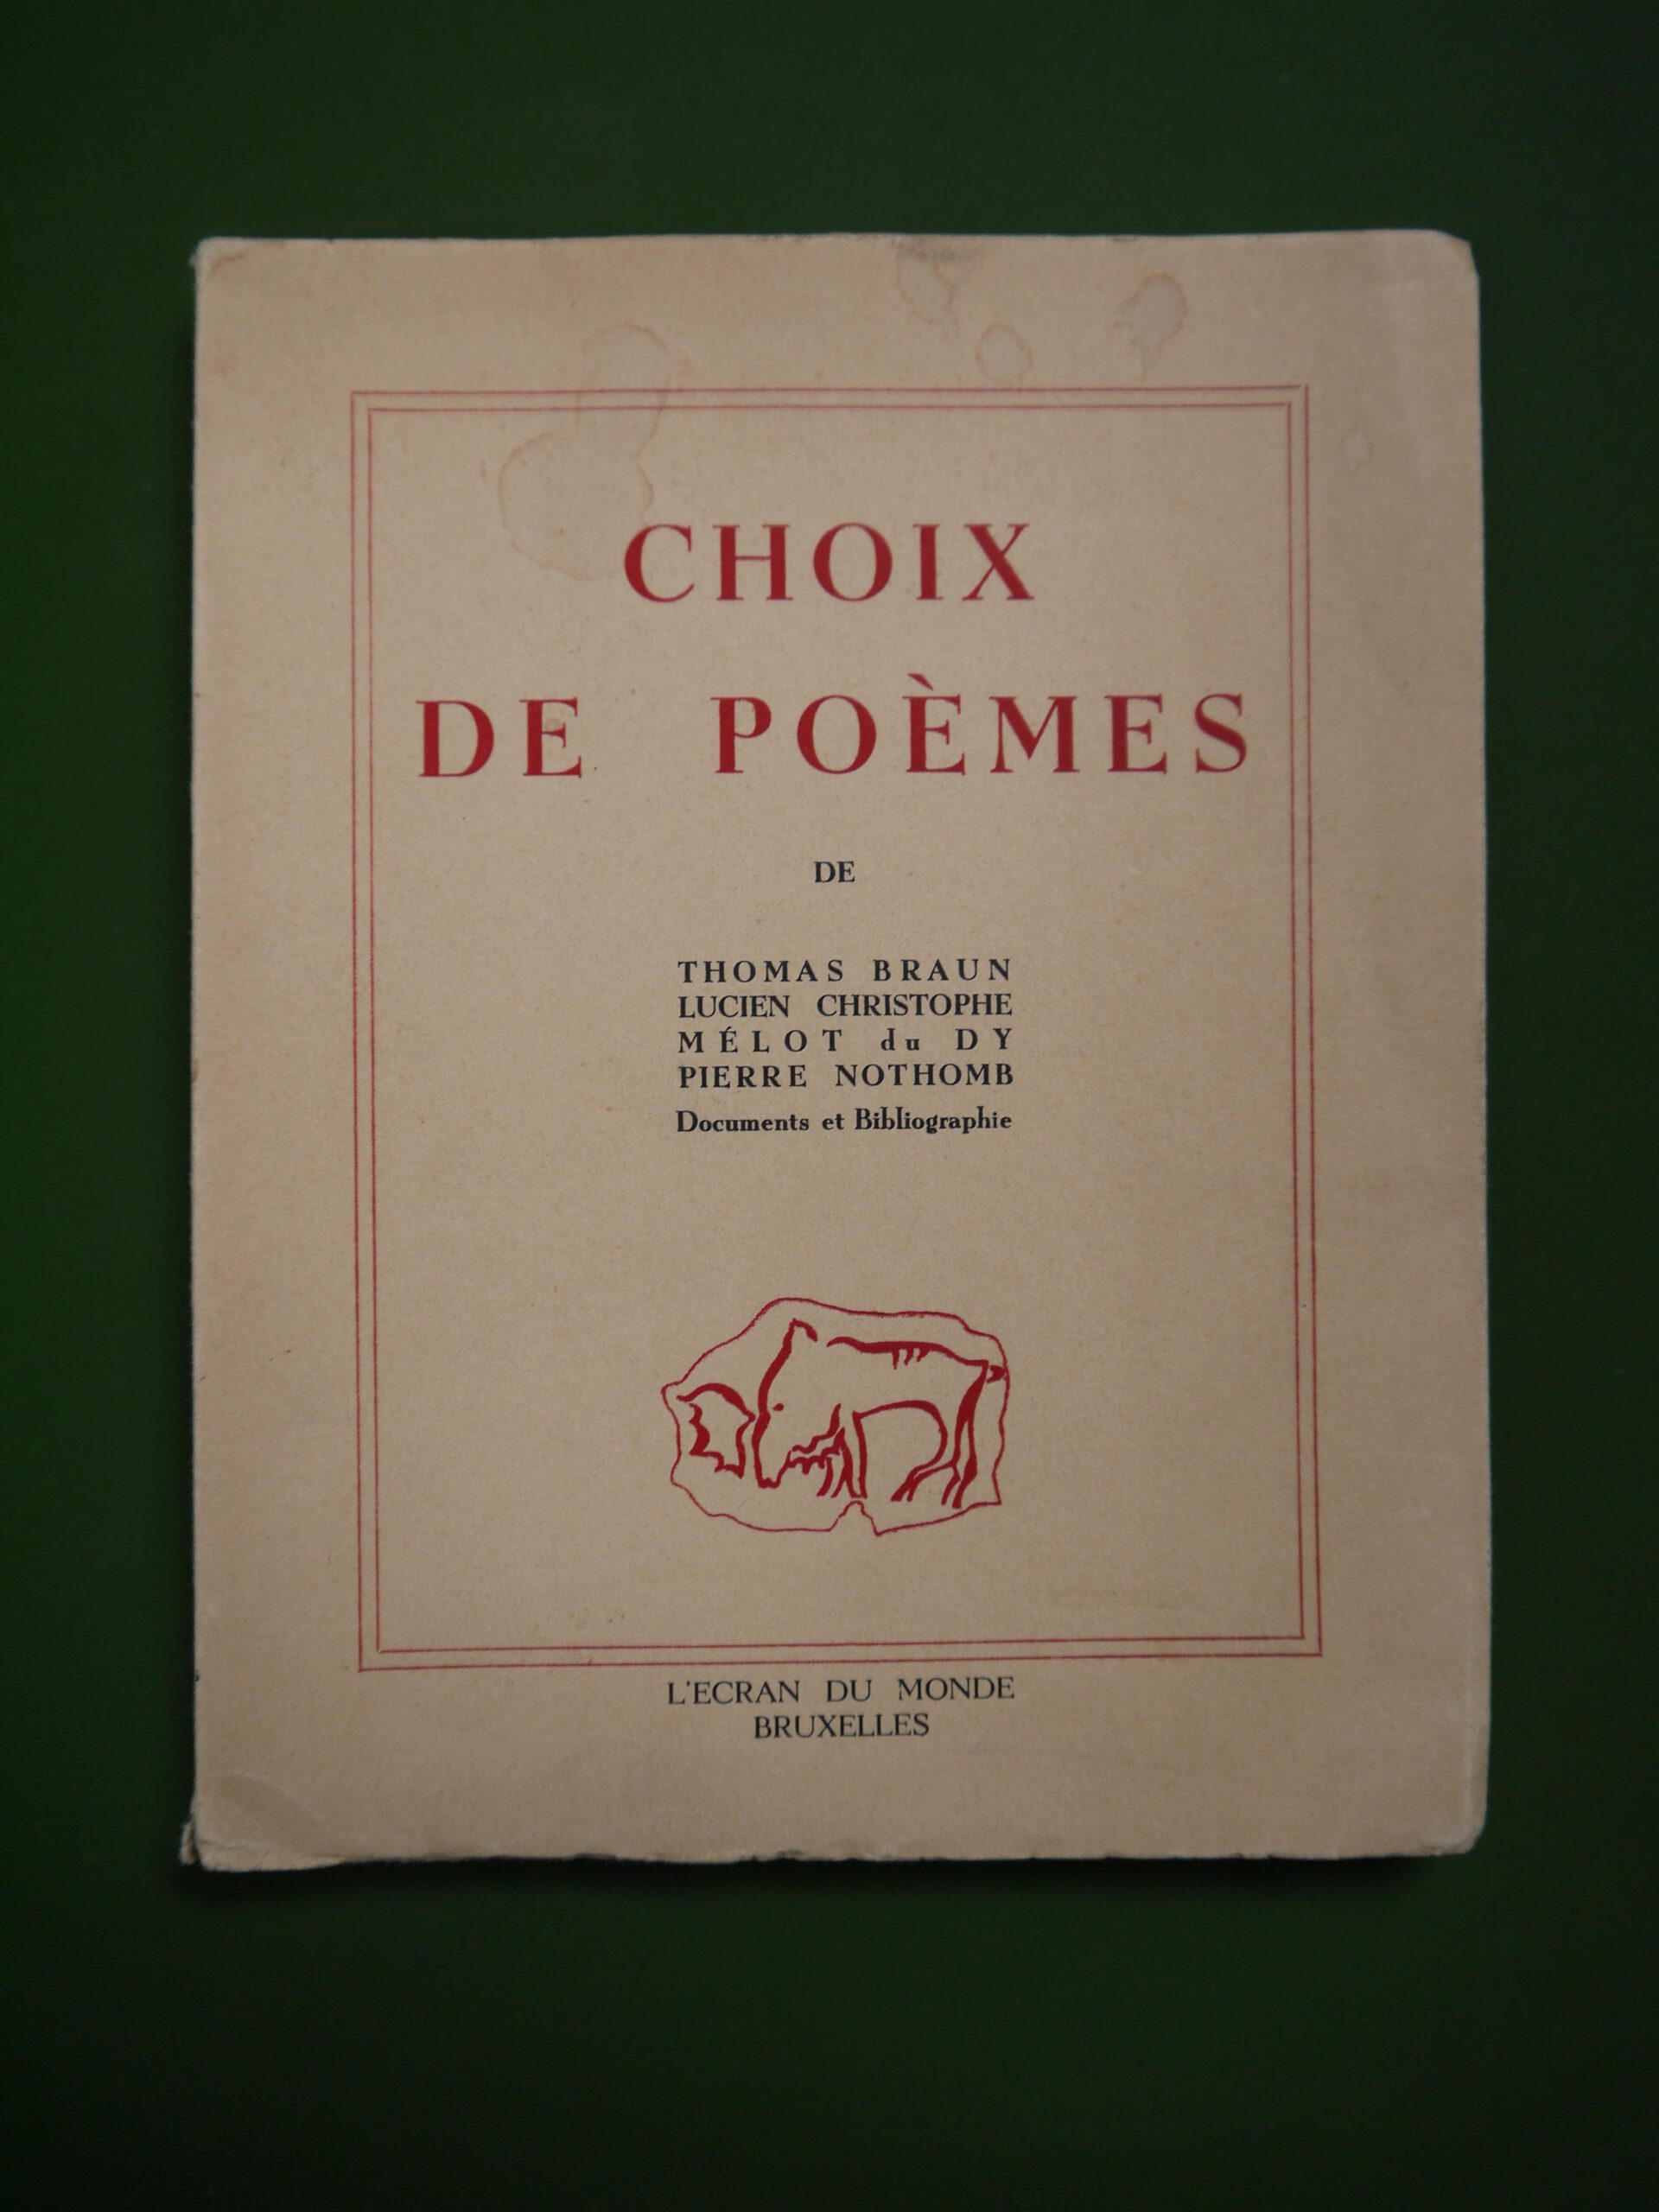 CHOIX
DE POÈMES
DE
THOMAS BRAUN
LUCIEN CHRISTOPHE
MÉLOT du DY
PIERRE NOTHOMB
Documents et Bibliographie
L'ECRAN DU MONDE
BRUXELLES